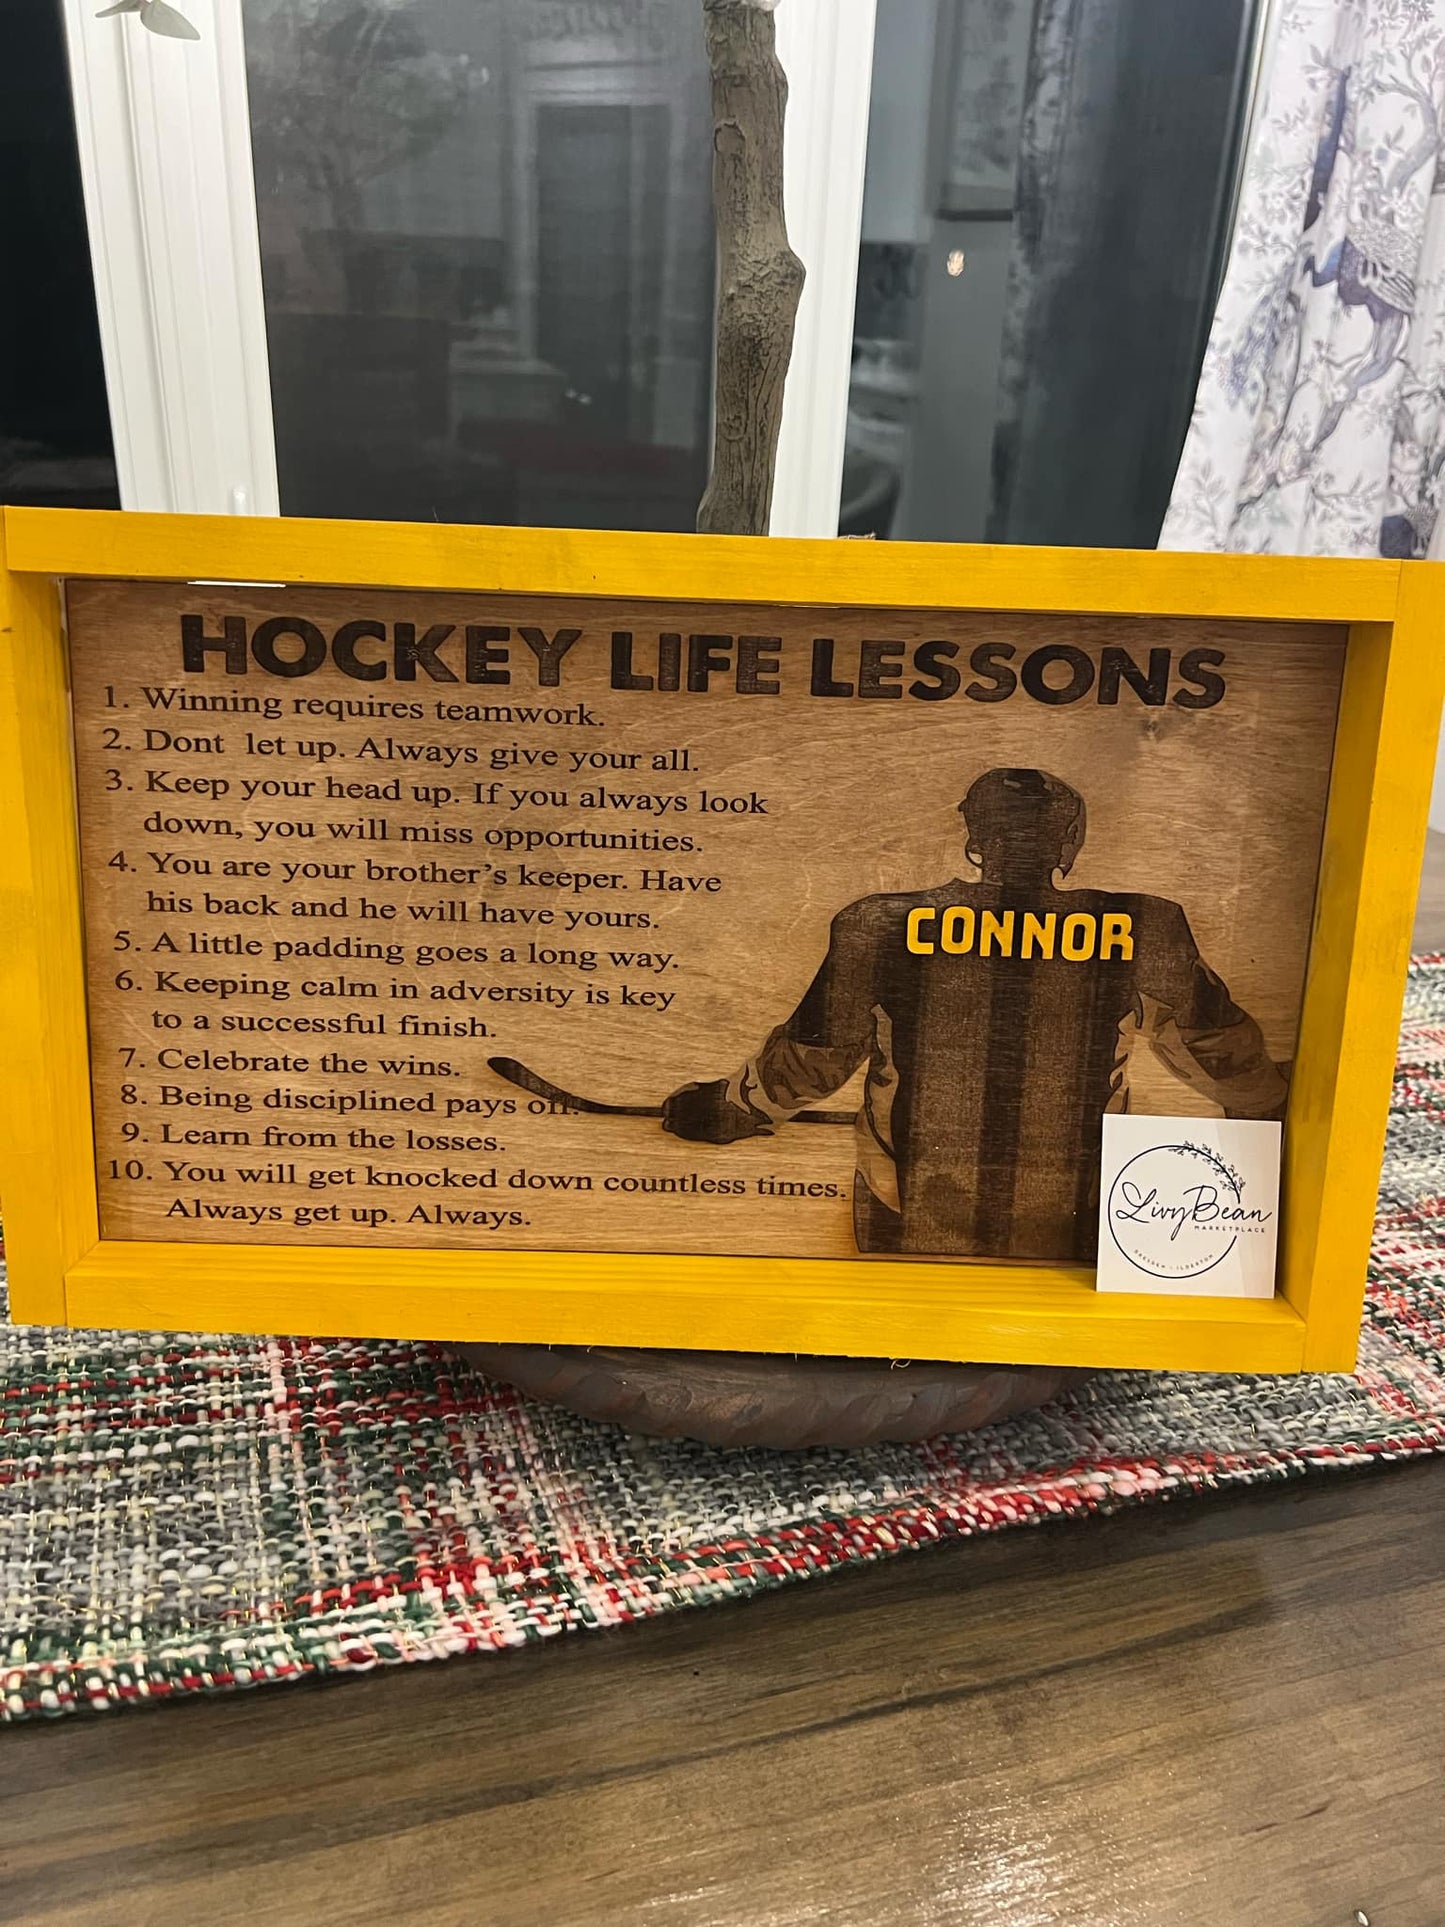 HOCKEY LIFE LESSONS
1. Winning requires teamwork.
2. Dont let up. Always give your all.
3. Keep your head up. If you always look
down, you will miss opportunities.
4. You are your brother's keeper. Have
his back and he will have yours.
5. A little padding goes a long way.
6. Keeping calm in adversity is key
to a successful finish.
7. Celebrate the wins.
8. Being disciplined pays off.
9. Learn from the losses.
10. You will get knocked down countless times.
Always get up. Always.
CONNOR
LivyBean
MARKETPLACE
DRESDEN - ILDERTON